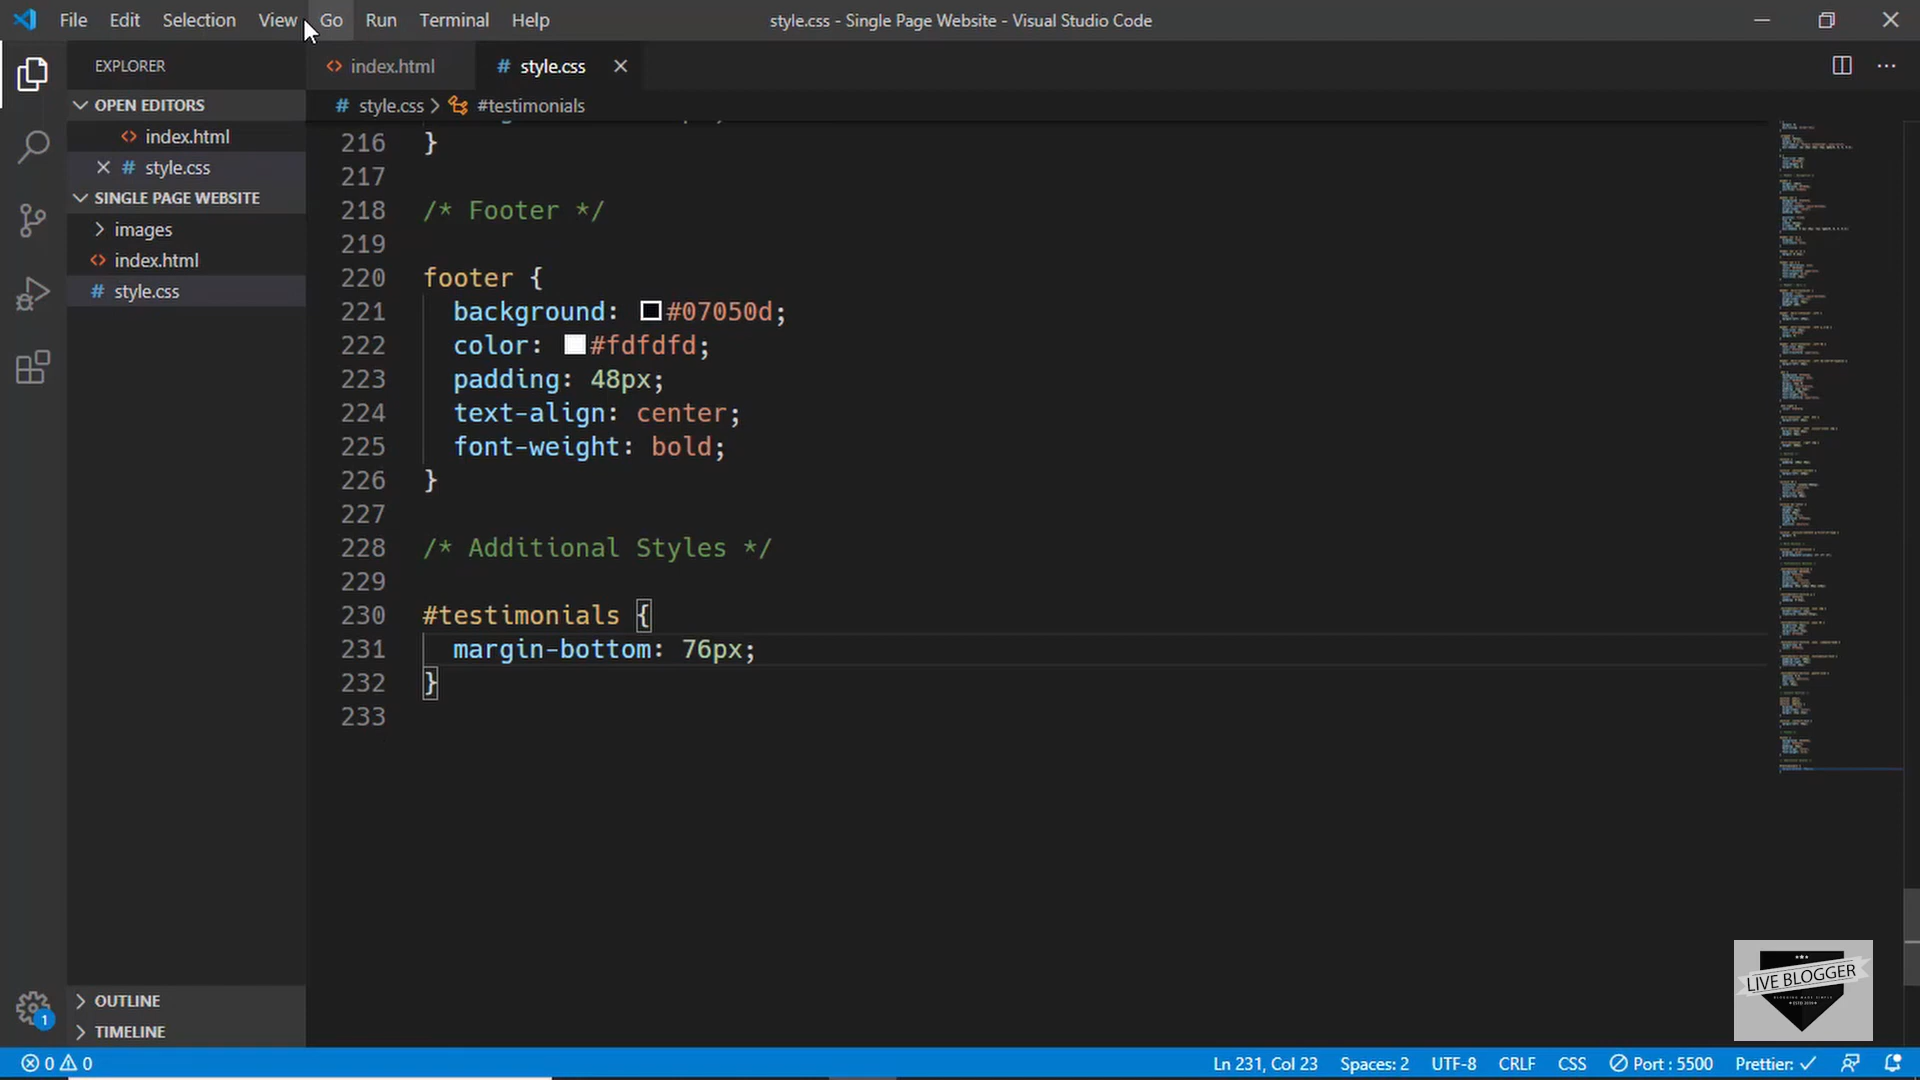 File Edit Selection View Go Run Terminal Help style.css - Single Page Website - Visual Studio Code
EXPLORER
OPEN EDITORS
index.html
style.css
SINGLE PAGE WEBSITE
images
index.html
style.css
OUTLINE
TIMELINE
index.html # style.css
# style.css > #testimonials
216 }
217
218 /* Footer */
219
220 footer {
221 background: #07050d;
222 color: #fdfdfd;
223 padding: 48px;
224 text-align: center;
225 font-weight: bold;
226 }
227
228 /* Additional Styles */
229
230 #testimonials {
231 margin-bottom: 76px;
232 }
233
LIVE BLOGGER
1
0 0 Ln 231, Col 23 Spaces: 2 UTF-8 CRLF CSS Port : 5500 Prettier: ✓